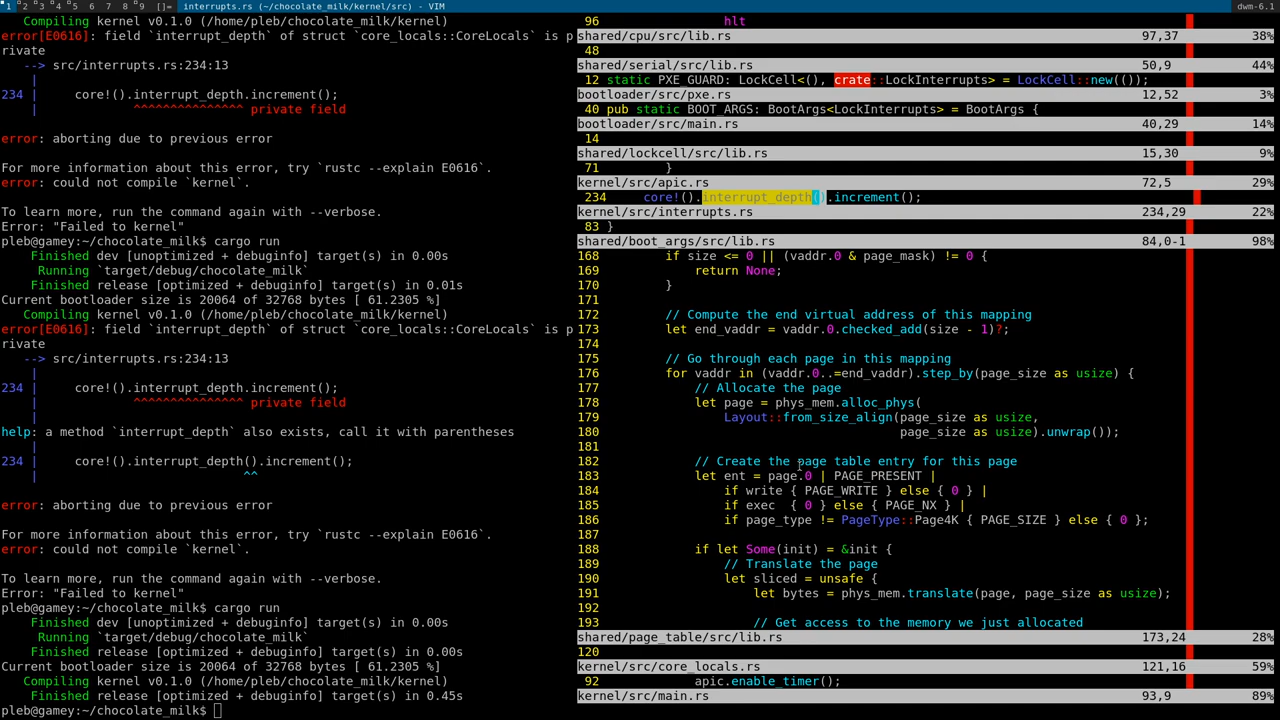 1 2 3 4 5 6 7 8 9 []= interrupts.rs (~/chocolate_milk/kernel/src) - VIM dwm-6.1
   Compiling kernel v0.1.0 (/home/pleb/chocolate_milk/kernel)
error[E0616]: field `interrupt_depth` of struct `core_locals::CoreLocals` is p
rivate
   --> src/interrupts.rs:234:13
    |
234 |     core!().interrupt_depth.increment();
    |             ^^^^^^^^^^^^^^^ private field

error: aborting due to previous error

For more information about this error, try `rustc --explain E0616`.
error: could not compile `kernel`.

To learn more, run the command again with --verbose.
Error: "Failed to kernel"
pleb@gamey:~/chocolate_milk$ cargo run
    Finished dev [unoptimized + debuginfo] target(s) in 0.00s
     Running `target/debug/chocolate_milk`
    Finished release [optimized + debuginfo] target(s) in 0.01s
Current bootloader size is 20064 of 32768 bytes [ 61.2305 %]
   Compiling kernel v0.1.0 (/home/pleb/chocolate_milk/kernel)
error[E0616]: field `interrupt_depth` of struct `core_locals::CoreLocals` is p
rivate
   --> src/interrupts.rs:234:13
    |
234 |     core!().interrupt_depth.increment();
    |             ^^^^^^^^^^^^^^^ private field
    |
help: a method `interrupt_depth` also exists, call it with parentheses
    |
234 |     core!().interrupt_depth().increment();
    |                            ^^

error: aborting due to previous error

For more information about this error, try `rustc --explain E0616`.
error: could not compile `kernel`.

To learn more, run the command again with --verbose.
Error: "Failed to kernel"
pleb@gamey:~/chocolate_milk$ cargo run
    Finished dev [unoptimized + debuginfo] target(s) in 0.00s
     Running `target/debug/chocolate_milk`
    Finished release [optimized + debuginfo] target(s) in 0.00s
Current bootloader size is 20064 of 32768 bytes [ 61.2305 %]
   Compiling kernel v0.1.0 (/home/pleb/chocolate_milk/kernel)
    Finished release [optimized + debuginfo] target(s) in 0.45s
pleb@gamey:~/chocolate_milk$
 96                 hlt
shared/cpu/src/lib.rs 97,37 38%
 48
shared/serial/src/lib.rs 50,9 44%
 12 static PXE_GUARD: LockCell<(), crate::LockInterrupts> = LockCell::new(());
bootloader/src/pxe.rs 12,52 3%
 40 pub static BOOT_ARGS: BootArgs<LockInterrupts> = BootArgs {
bootloader/src/main.rs 40,29 14%
 14
shared/lockcell/src/lib.rs 15,30 9%
 71         }
kernel/src/apic.rs 72,5 29%
234     core!().interrupt_depth().increment();
kernel/src/interrupts.rs 234,29 22%
 83 }
shared/boot_args/src/lib.rs 84,0-1 98%
168         if size <= 0 || (vaddr.0 & page_mask) != 0 {
169             return None;
170         }
171
172         // Compute the end virtual address of this mapping
173         let end_vaddr = vaddr.0.checked_add(size - 1)?;
174
175         // Go through each page in this mapping
176         for vaddr in (vaddr.0..=end_vaddr).step_by(page_size as usize) {
177             // Allocate the page
178             let page = phys_mem.alloc_phys(
179                 Layout::from_size_align(page_size as usize,
180                                         page_size as usize).unwrap());
181
182             // Create the page table entry for this page
183             let ent = page.0 | PAGE_PRESENT |
184                 if write { PAGE_WRITE } else { 0 } |
185                 if exec  { 0 } else { PAGE_NX } |
186                 if page_type != PageType::Page4K { PAGE_SIZE } else { 0 };
187
188             if let Some(init) = &init {
189                 // Translate the page
190                 let sliced = unsafe {
191                     let bytes = phys_mem.translate(page, page_size as usize);
192
193                     // Get access to the memory we just allocated
shared/page_table/src/lib.rs 173,24 28%
120
kernel/src/core_locals.rs 121,16 59%
 92             apic.enable_timer();
kernel/src/main.rs 93,9 89%